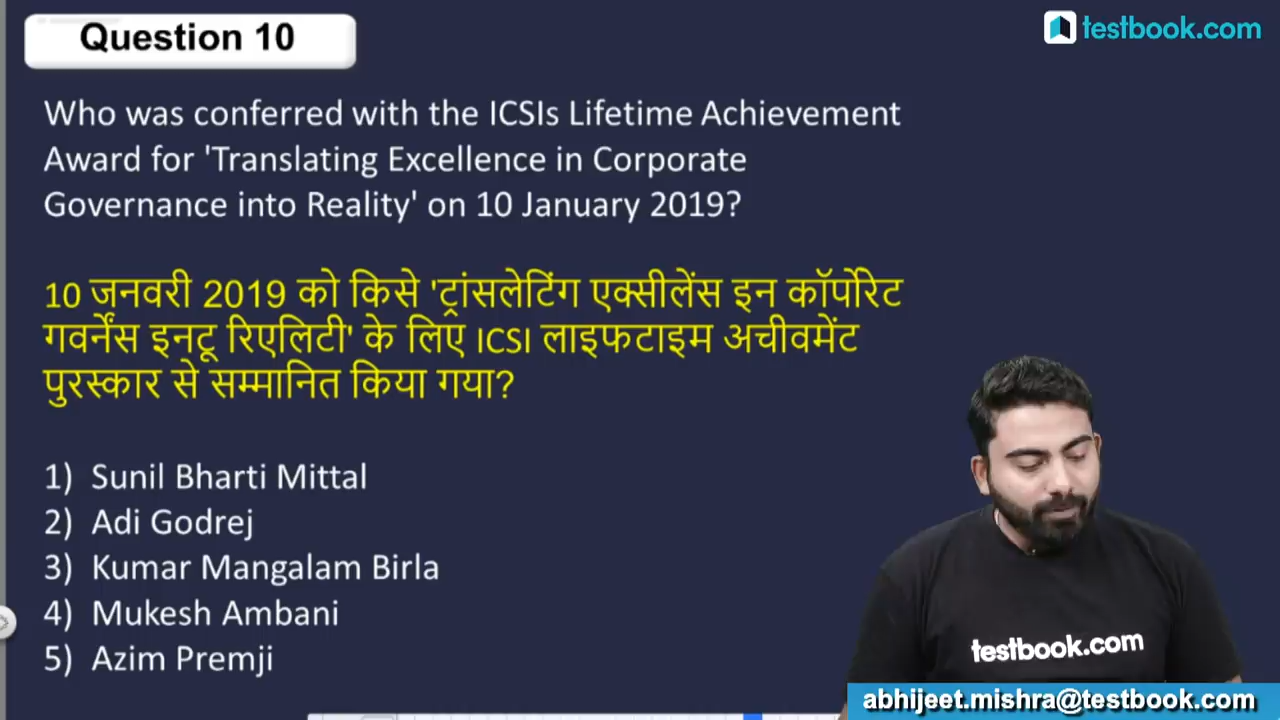 Question 10
testbook.com
Who was conferred with the ICSIs Lifetime Achievement
Award for 'Translating Excellence in Corporate
Governance into Reality' on 10 January 2019?
10 जनवरी 2019 को किसे 'ट्रांसलेटिंग एक्सीलेंस इन कॉर्पोरेट
गवर्नेंस इनटू रिएलिटी' के लिए ICSI लाइफटाइम अचीवमेंट
पुरस्कार से सम्मानित किया गया?
1) Sunil Bharti Mittal
2) Adi Godrej
3) Kumar Mangalam Birla
4) Mukesh Ambani
5) Azim Premji
testbook.com
abhijeet.mishra@testbook.com